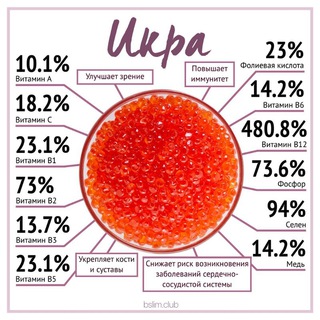 Икра
10.1%
Витамин А
18.2%
Витамин С
23.1%
Витамин В1
73%
Витамин В2
13.7%
Витамин В3
23.1%
Витамин В5
Улучшает зрение
Повышает
иммунитет
23%
Фолиевая кислота
14.2%
Витамин В6
480.8%
Витамин В12
73.6%
Фосфор
94%
Селен
14.2%
Медь
Укрепляет кости
и суставы
Снижает риск возникновения
заболеваний сердечно-
сосудистой системы
bslim.club